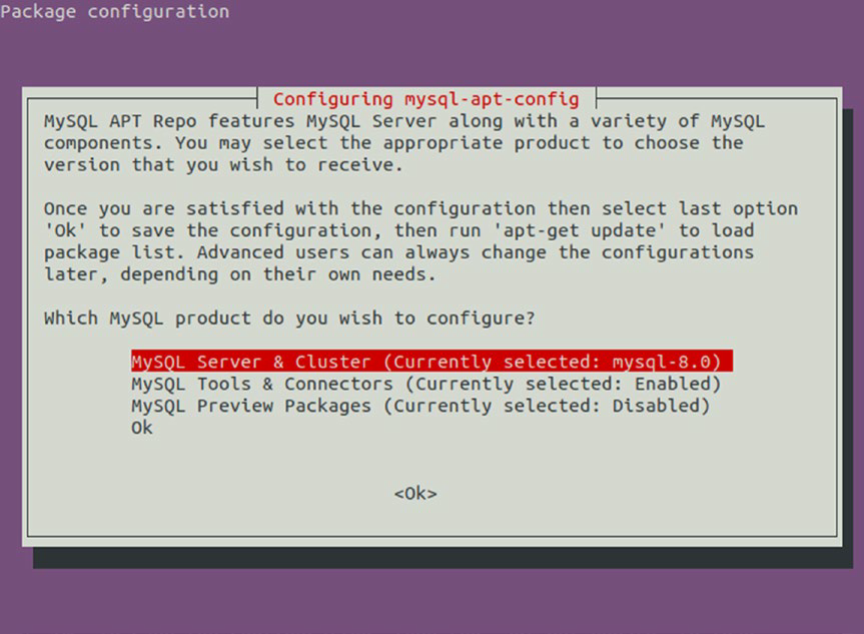 Package configuration
Configuring mysql-apt-config
MySQL APT Repo features MySQL Server along with a variety of MySQL
components. You may select the appropriate product to choose the
version that you wish to receive.
Once you are satisfied with the configuration then select last option
'Ok' to save the configuration, then run 'apt-get update' to load
package list. Advanced users can always change the configurations
later, depending on their own needs.
Which MySQL product do you wish to configure?
MySQL Server & Cluster (Currently selected: mysql-8.0)
MySQL Tools & Connectors (Currently selected: Enabled)
MySQL Preview Packages (Currently selected: Disabled)
Ok
<Ok>